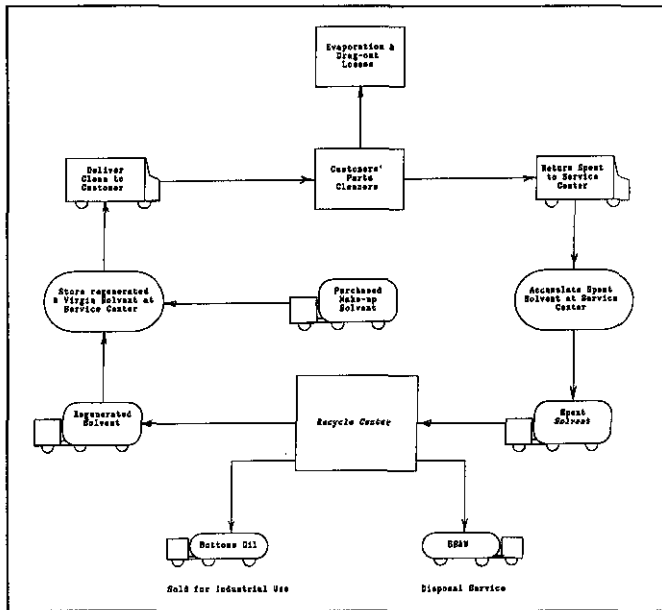 Evaporation &
Drag-out
Losses
Deliver
Clean to
Customer
Customers'
Parts
Cleaners
Return Spent
to Service
Center
Store regenerated
& Virgin Solvent at
Service Center
Purchased
Make-up
Solvent
Accumulate Spent
Solvent at Service
Center
Regenerated
Solvent
Recycle Center
Spent
Solvent
Bottoms Oil
BS&W
Sold for Industrial Use
Disposal Service